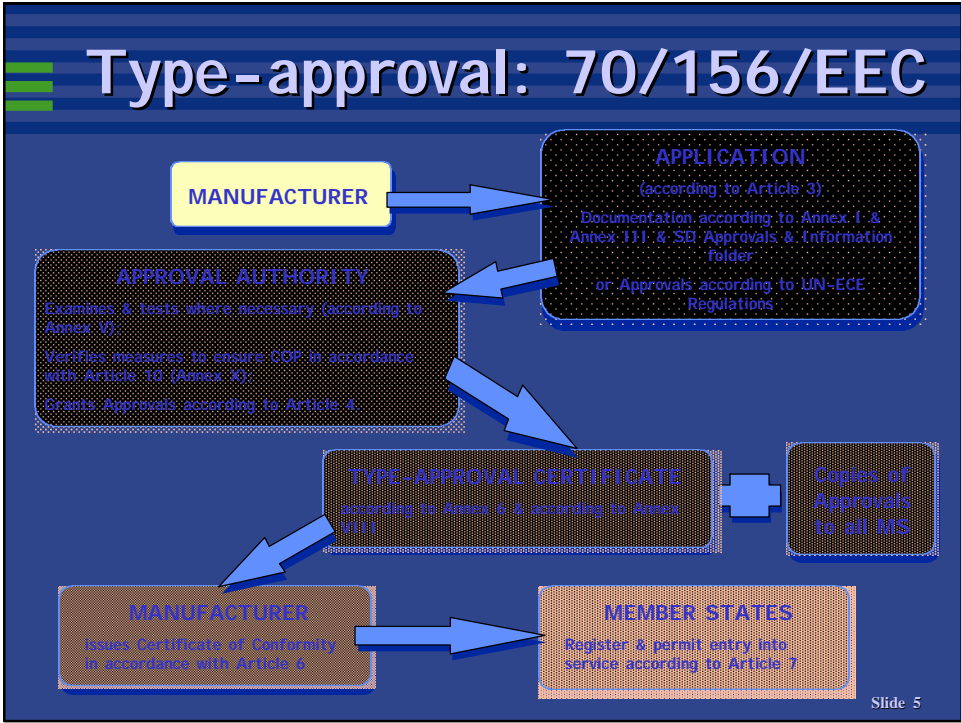 Type-approval: 70/156/EEC
MANUFACTURER
APPLICATION
(according to Article 3)
Documentation according to Annex I &
Annex III & SD Approvals & Information
folder
or Approvals according to UN-ECE
Regulations
APPROVAL AUTHORITY
Examines & tests where necessary (according to
Annex V);
Verifies measures to ensure COP in accordance
with Article 10 (Annex X);
Grants Approvals according to Article 4
TYPE-APPROVAL CERTIFICATE
according to Annex 6 & according to Annex
VIII
Copies of
Approvals
to all MS
MANUFACTURER
issues Certificate of Conformity
in accordance with Article 6
MEMBER STATES
Register & permit entry into
service according to Article 7
Slide 5